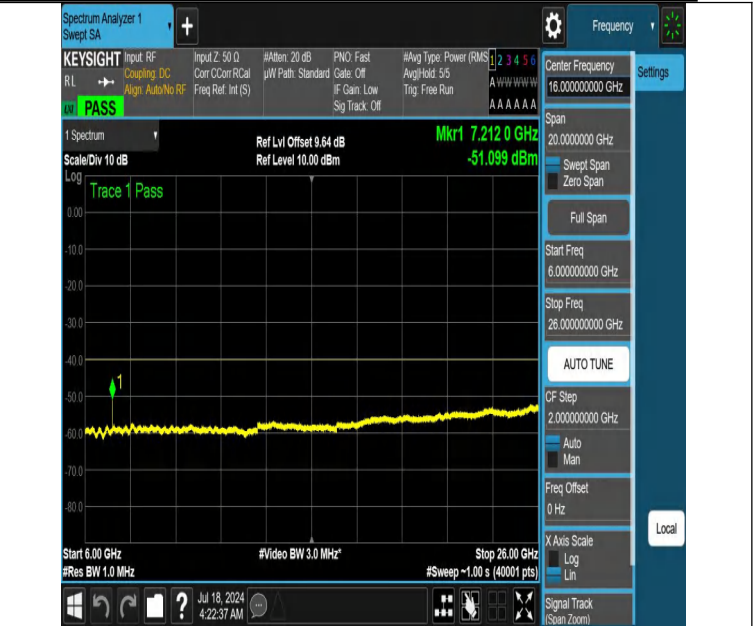 Spectrum Analyzer 1
Swept SA
+
Frequency
KEYSIGHT
RL
PASS
Input: RF
Coupling: DC
Align: Auto/No RF
Input Z: 50 Ω
Corr CCorr RCal
Freq Ref: Int (S)
#Atten: 20 dB
µW Path: Standard
PNO: Fast
Gate: Off
IF Gain: Low
Sig Track: Off
#Avg Type: Power (RMS
Avg|Hold: 5/5
Trig: Free Run
1 2 3 4 5 6
A W W W W W
A A A A A A
1 Spectrum
Scale/Div 10 dB
Ref Lvl Offset 9.64 dB
Ref Level 10.00 dBm
Mkr1 7.212 0 GHz
-51.099 dBm
Log
Trace 1 Pass
0.00
-10.0
-20.0
-30.0
-40.0
-50.0
-60.0
-70.0
-80.0
1
Start 6.00 GHz
#Res BW 1.0 MHz
#Video BW 3.0 MHz*
Stop 26.00 GHz
#Sweep ~1.00 s (40001 pts)
?
Jul 18, 2024
4:22:37 AM
Center Frequency
16.000000000 GHz
Settings
Span
20.0000000 GHz
Swept Span
Zero Span
Full Span
Start Freq
6.000000000 GHz
Stop Freq
26.000000000 GHz
AUTO TUNE
CF Step
2.000000000 GHz
Auto
Man
Freq Offset
0 Hz
X Axis Scale
Log
Lin
Local
Signal Track
(Span Zoom)